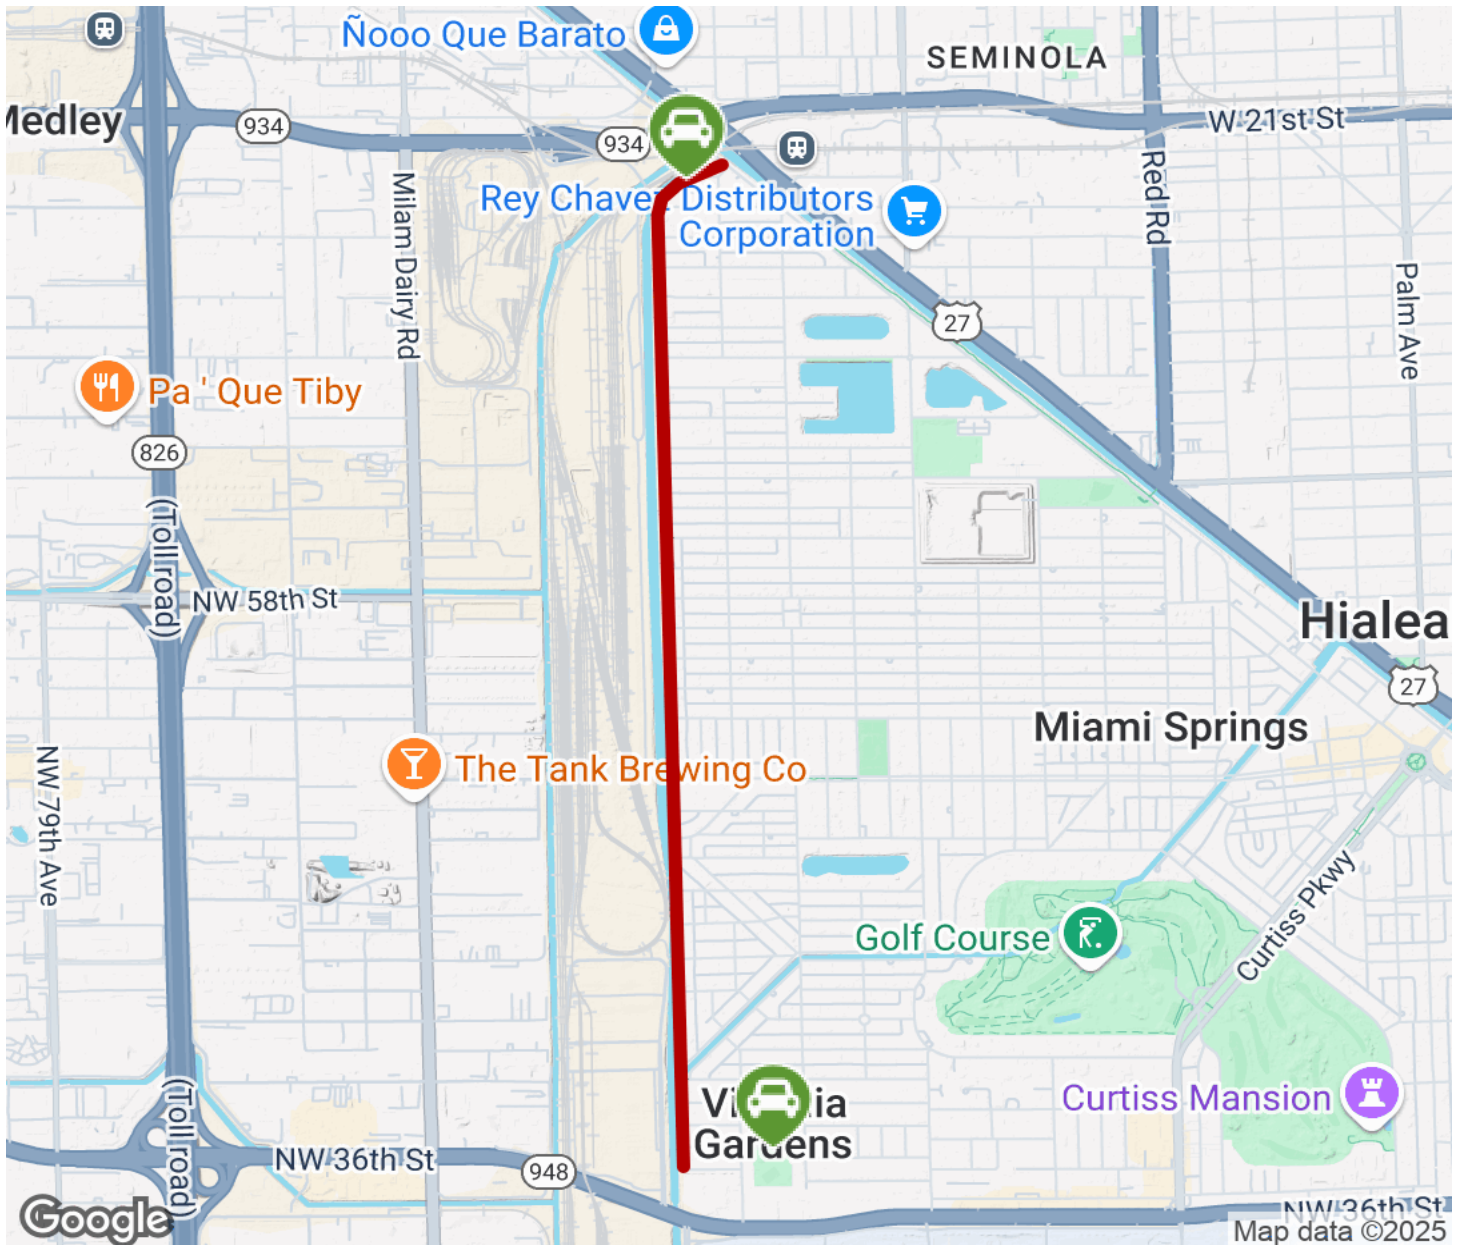 Ñooo Que Barato
SEMINOLA
Medley
934
934
W 21st St
Milam Dairy Rd
Red Rd
Palm Ave
Distributors
Corporation
27
Pa ' Que Tiby
826
(Toll road)
NW 58th St
Hialea
27
Miami Springs
NW 79th Ave
The Tank Brewing Co
Curtiss Pkwy
Golf Course
Curtiss Mansion
Gardens
(Toll road)
NW 36th St
948
NW 36th St
Google
Map data ©2025